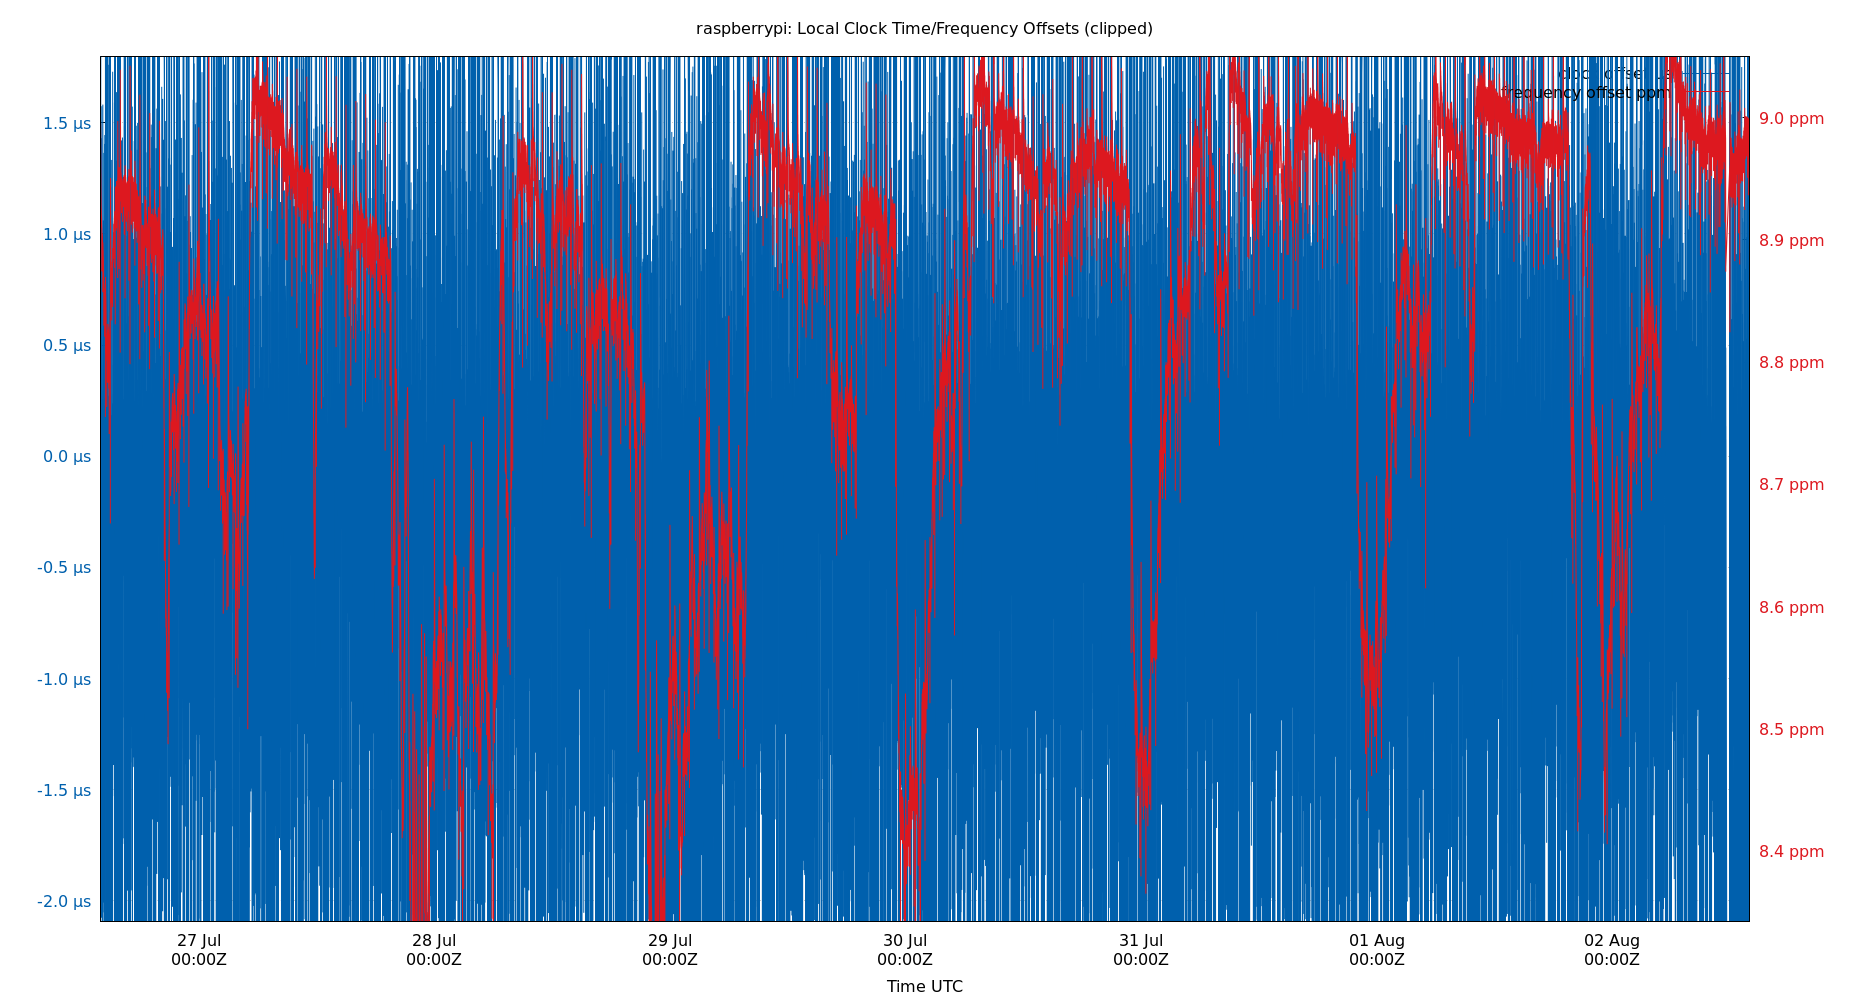 raspberrypi: Local Clock Time/Frequency Offsets (clipped)
clock offset
frequency offset ppm
1.5 µs
1.0 µs
0.5 µs
0.0 µs
-0.5 µs
-1.0 µs
-1.5 µs
-2.0 µs
9.0 ppm
8.9 ppm
8.8 ppm
8.7 ppm
8.6 ppm
8.5 ppm
8.4 ppm
27 Jul 28 Jul 29 Jul 30 Jul 31 Jul 01 Aug 02 Aug
00:00Z 00:00Z 00:00Z 00:00Z 00:00Z 00:00Z 00:00Z
Time UTC